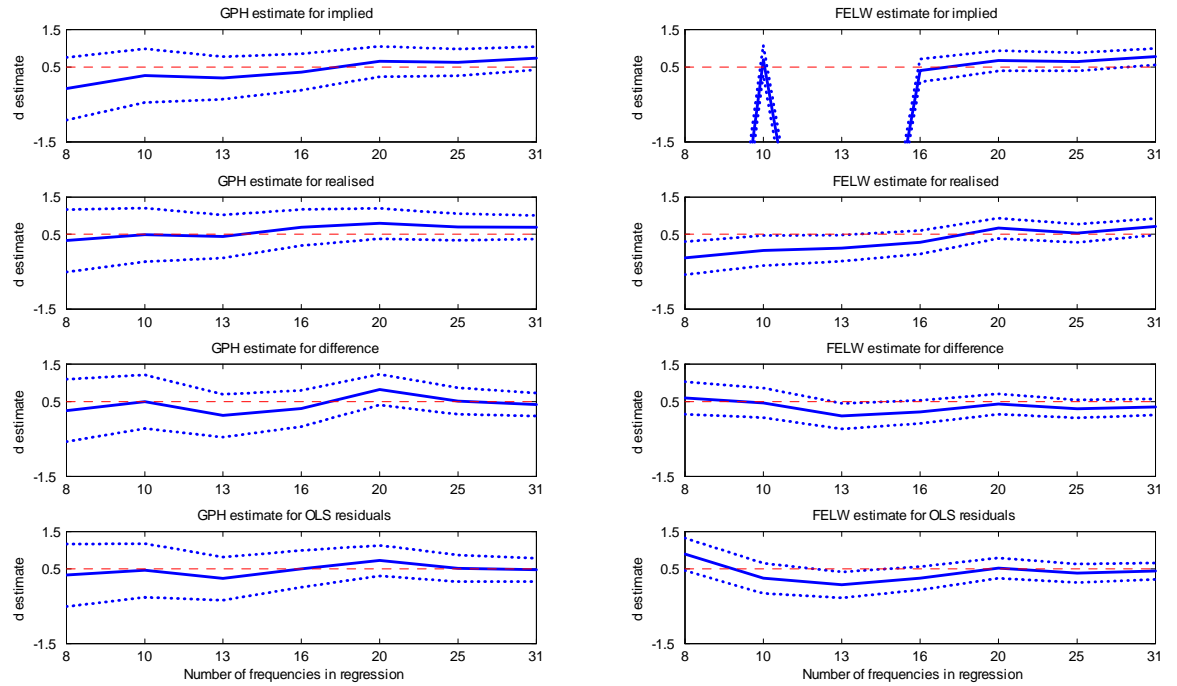 GPH estimate for implied
1.5
0.5
-1.5
d estimate
8 10 13 16 20 25 31
FELW estimate for implied
1.5
0.5
-1.5
d estimate
8 10 13 16 20 25 31
GPH estimate for realised
1.5
0.5
-1.5
d estimate
8 10 13 16 20 25 31
FELW estimate for realised
1.5
0.5
-1.5
d estimate
8 10 13 16 20 25 31
GPH estimate for difference
1.5
0.5
-1.5
d estimate
8 10 13 16 20 25 31
FELW estimate for difference
1.5
0.5
-1.5
d estimate
8 10 13 16 20 25 31
GPH estimate for OLS residuals
1.5
0.5
-1.5
d estimate
8 10 13 16 20 25 31
Number of frequencies in regression
FELW estimate for OLS residuals
1.5
0.5
-1.5
d estimate
8 10 13 16 20 25 31
Number of frequencies in regression